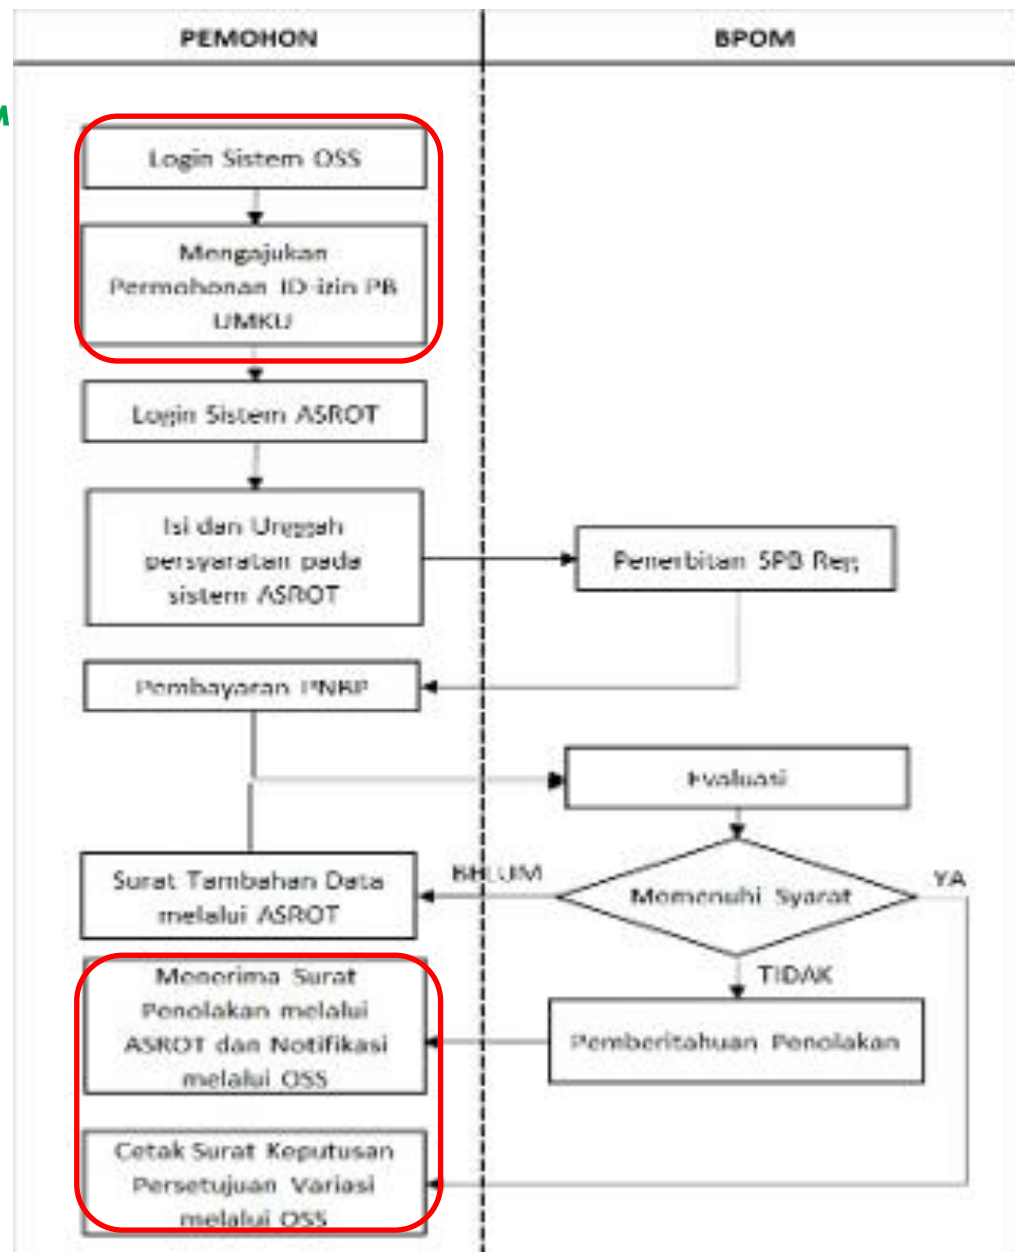 PEMOHON
BPOM
M
Login Sistem OSS
Mengajukan
Permohonan ID-izin PB
UMKU
Login Sistem ASROT
Isi dan Unggah
persyaratan pada
sistem ASROT
Penerbitan SPB Reg
Pembayaran PNBP
Evaluasi
Surat Tambahan Data
melalui ASROT
BELUM
Momenuhi Syarat
YA
TIDAK
Menerima Surat
Penolakan melalui
ASROT dan Notifikasi
melalui OSS
Pemberitahuan Penolakan
Cetak Surat Keputusan
Persetujuan Variasi
melalui OSS